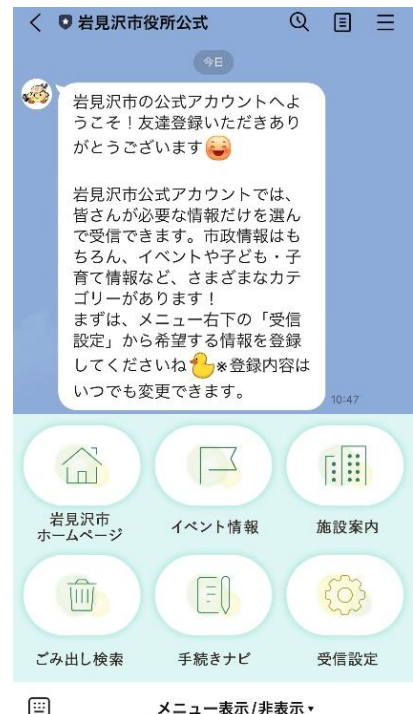 岩見沢市役所公式
今日
岩見沢市の公式アカウントへよ
うこそ！友達登録いただきあり
がとうございます
岩見沢市公式アカウントでは、
皆さんが必要な情報だけを選ん
で受信できます。市政情報はも
ちろん、イベントや子ども・子
育て情報など、さまざまなカテ
ゴリーがあります！
まずは、メニュー右下の「受信
設定」から希望する情報を登録
してくださいね※登録内容は
いつでも変更できます。
10:47
岩見沢市
ホームページ
イベント情報
施設案内
ごみ出し検索
手続きナビ
受信設定
メニュー表示/非表示▾